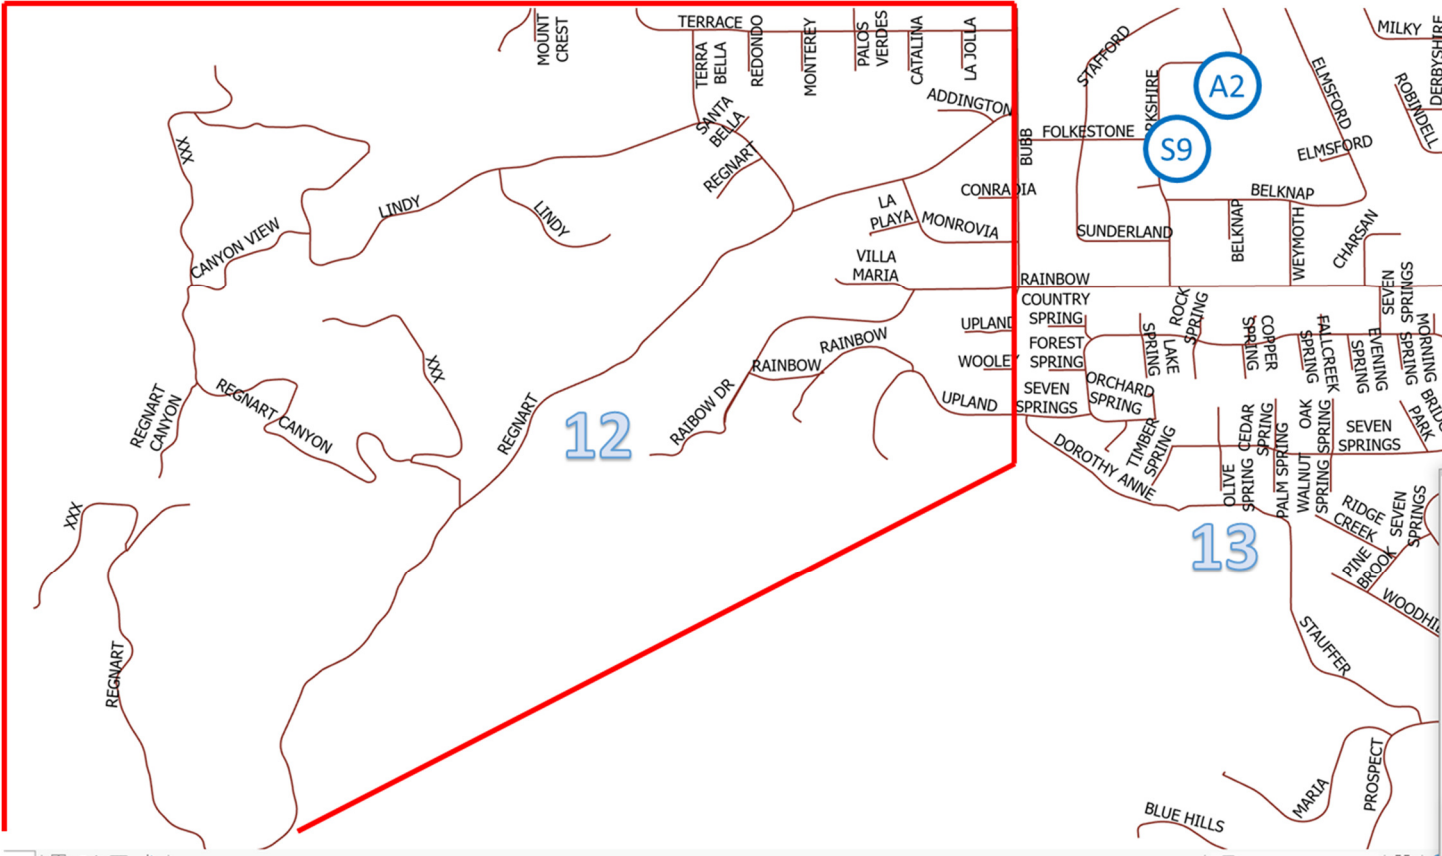 MOUNT
CREST
TERRACE
TERRA
BELLA
REDONDO
MONTEREY
PALOS
VERDES
CATALINA
LA JOLLA
STAFFORD
ELMSFORD
MILKY
DERBYSHIRE
ROBINDELL
A2
RKSHIRE
SANTA
BELLA
ADDINGTON
BUBB
FOLKESTONE
S9
ELMSFORD
XXX
REGNART
LINDY
LINDY
CONRADIA
LA
PLAYA
MONROVIA
SUNDERLAND
BELKNAP
BELKNAP
WEYMOTH
CHARSAN
CANYON VIEW
VILLA
MARIA
RAINBOW
COUNTRY
SPRING
ROCK
SPRING
SEVEN
SPRINGS
UPLAND
WOOLEY
FOREST
SPRING
LAKE
SPRING
COPPER
SPRING
FALLCREEK
SPRING
EVENING
SPRING
MORNING
SPRING
RAINBOW
RAINBOW
XXX
REGNART
CANYON
REGNART CANYON
REGNART
12
RAIBOW DR
UPLAND
SEVEN
SPRINGS
ORCHARD
SPRING
TIMBER
SPRING
CEDAR
SPRING
OAK
SPRING
SEVEN
SPRINGS
PARK
DOROTHY ANNE
OLIVE
SPRING
PALM SPRING
WALNUT
SPRING
XXX
13
RIDGE
CREEK
SEVEN
SPRINGS
PINE
BROOK
STAUFFER
REGNART
MARIA
PROSPECT
BLUE HILLS